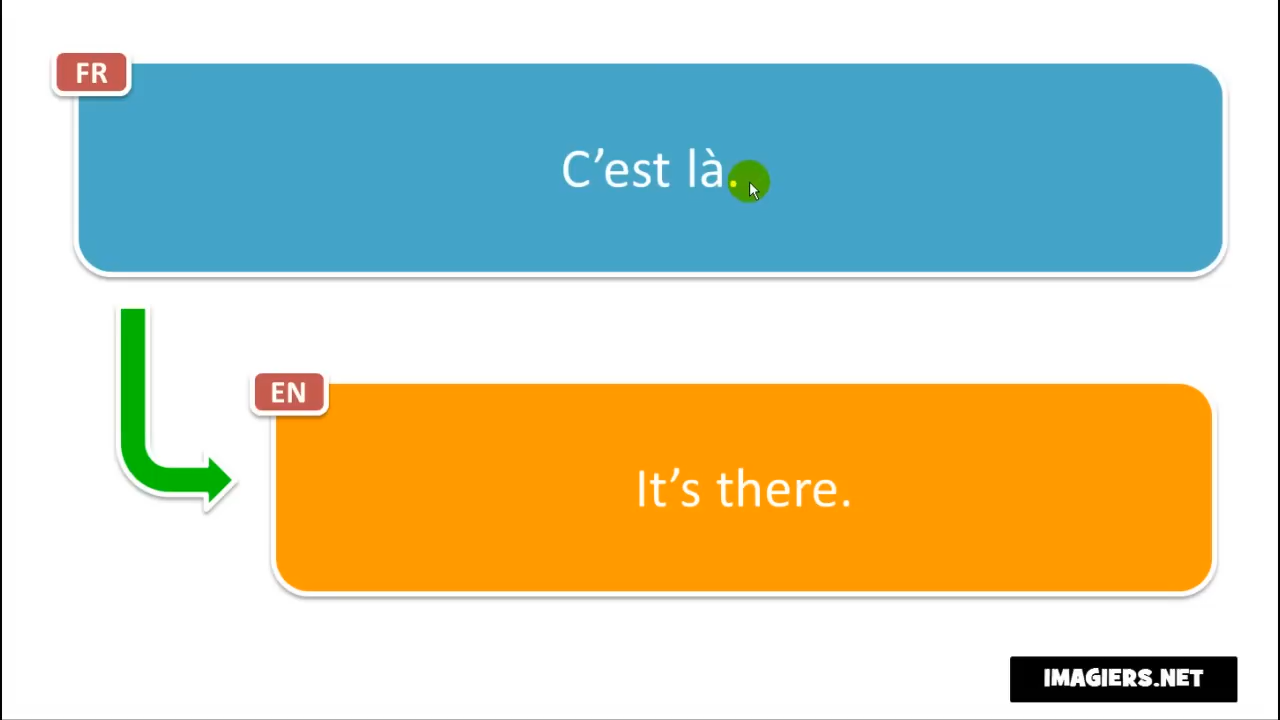 FR
C’est là.
EN
It’s there.
IMAGIERS.NET